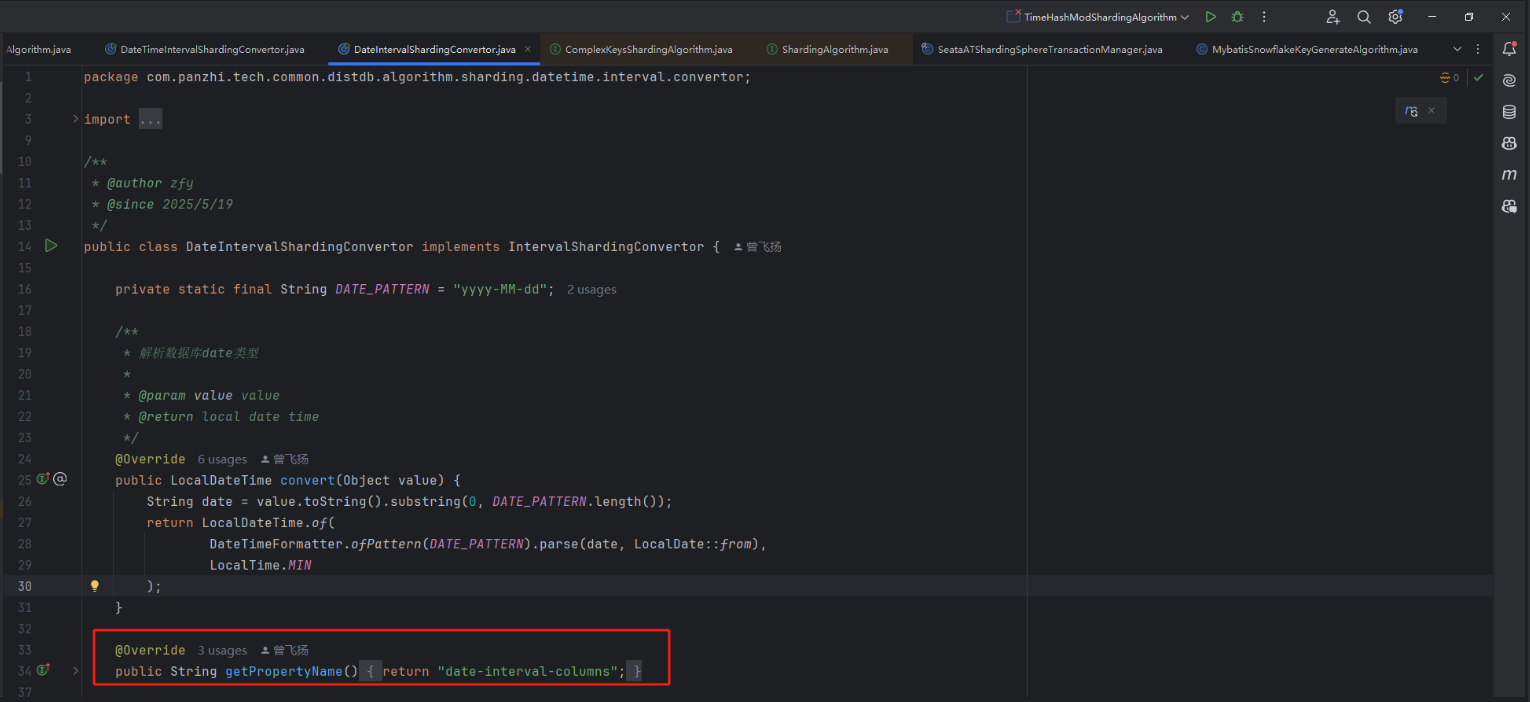 TimeHashModShardingAlgorithm
Algorithm.java DateTimeIntervalShardingConvertor.java DateIntervalShardingConvertor.java ComplexKeysShardingAlgorithm.java ShardingAlgorithm.java SeataATShardingSphereTransactionManager.java MybatisSnowflakeKeyGenerateAlgorithm.java
1 package com.panzhi.tech.common.distdb.algorithm.sharding.datetime.interval.convertor; 0
2
3 import ...
9
10 /**
11 * @author zfy
12 * @since 2025/5/19
13 */
14 public class DateIntervalShardingConvertor implements IntervalShardingConvertor { 曾飞扬
15
16 private static final String DATE_PATTERN = "yyyy-MM-dd"; 2 usages
17
18 /**
19 * 解析数据库date类型
20 *
21 * @param value value
22 * @return local date time
23 */
24 @Override 6 usages 曾飞扬
25 public LocalDateTime convert(Object value) {
26 String date = value.toString().substring(0, DATE_PATTERN.length());
27 return LocalDateTime.of(
28 DateTimeFormatter.ofPattern(DATE_PATTERN).parse(date, LocalDate::from),
29 LocalTime.MIN
30 );
31 }
32
33 @Override 3 usages 曾飞扬
34 public String getPropertyName() { return "date-interval-columns"; }
37